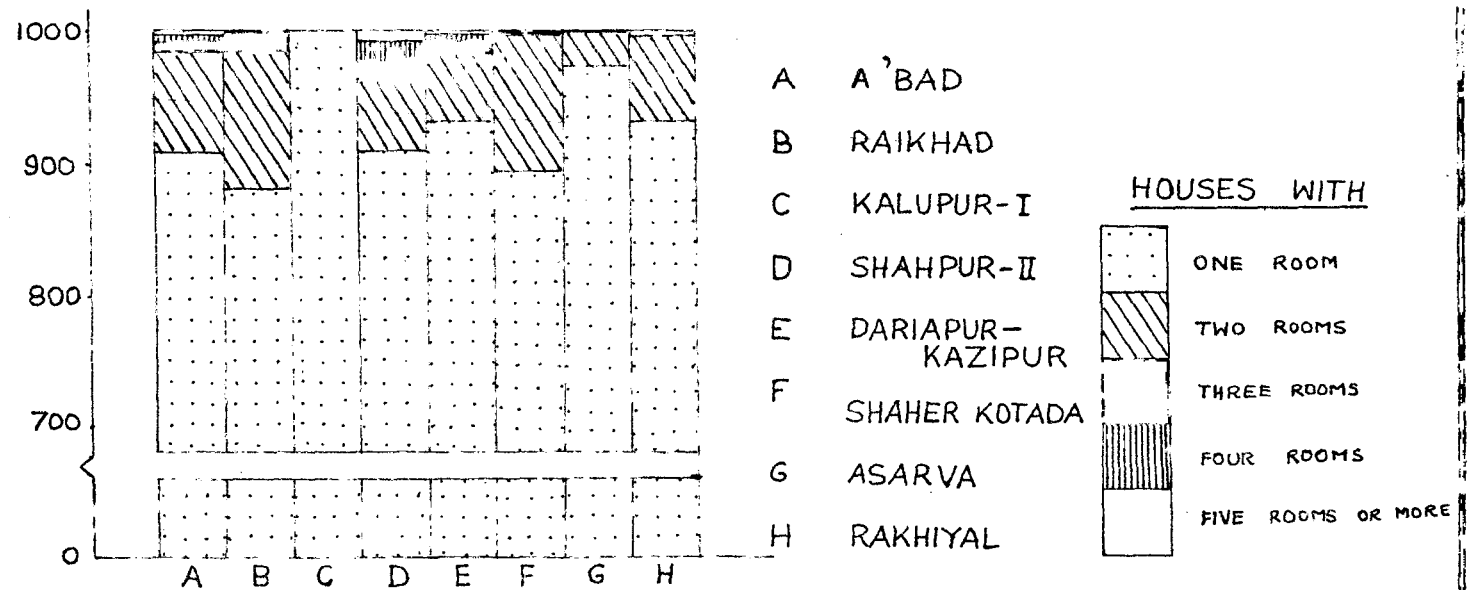 1000
900
800
700
0
A B C D E F G H
A A'BAD
B RAIKHAD
C KALUPUR-I
D SHAHPUR-II
E DARIAPUR-
KAZIPUR
F SHAHER KOTADA
G ASARVA
H RAKHIYAL
HOUSES WITH
ONE ROOM
TWO ROOMS
THREE ROOMS
FOUR ROOMS
FIVE ROOMS OR MORE